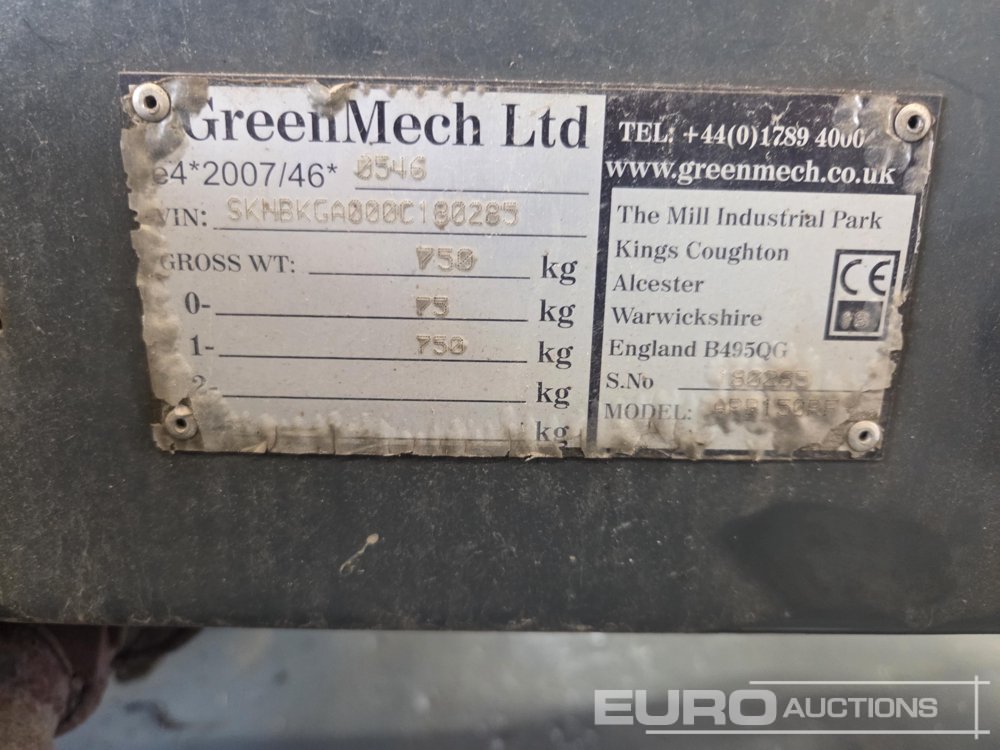 GreenMech Ltd
e4*2007/46* 0546
VIN: SKNBKGA000C180285
GROSS WT: 750 kg
0- 75 kg
1- 750 kg
2- kg
kg
TEL: +44(0)1789 4000
www.greenmech.co.uk
The Mill Industrial Park
Kings Coughton
Alcester
Warwickshire
England B495QG
CE
18
S.No 180285
MODEL:
EURO AUCTIONS